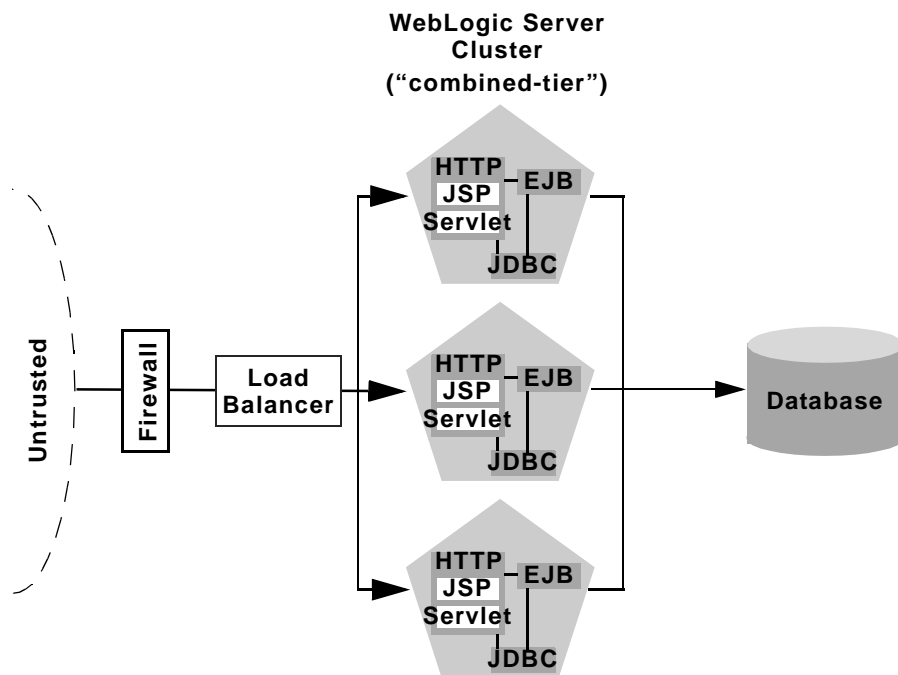 WebLogic Server
Cluster
(“combined-tier”)
HTTP
JSP
Servlet
EJB
JDBC
Untrusted
Firewall
Load
Balancer
HTTP
JSP
Servlet
EJB
JDBC
Database
HTTP
JSP
Servlet
EJB
JDBC